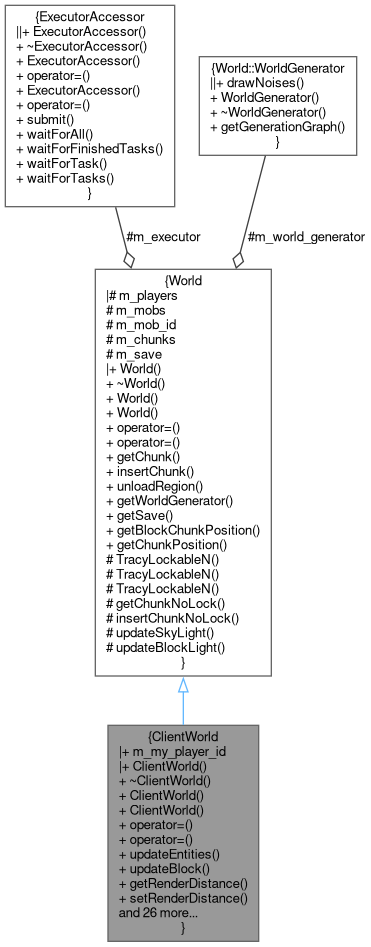 {ExecutorAccessor
||+ ExecutorAccessor()
+ ~ExecutorAccessor()
+ ExecutorAccessor()
+ operator=()
+ ExecutorAccessor()
+ operator=()
+ submit()
+ waitForAll()
+ waitForFinishedTasks()
+ waitForTask()
+ waitForTasks()
}
{World::WorldGenerator
||+ drawNoises()
+ WorldGenerator()
+ ~WorldGenerator()
+ getGenerationGraph()
}
#m_executor
#m_world_generator
{World
|# m_players
# m_mobs
# m_mob_id
# m_chunks
# m_save
|+ World()
+ ~World()
+ World()
+ World()
+ operator=()
+ operator=()
+ getChunk()
+ insertChunk()
+ unloadRegion()
+ getWorldGenerator()
+ getSave()
+ getBlockChunkPosition()
+ getChunkPosition()
# TracyLockableN()
# TracyLockableN()
# TracyLockableN()
# getChunkNoLock()
# insertChunkNoLock()
# updateSkyLight()
# updateBlockLight()
}
{ClientWorld
|+ m_my_player_id
|+ ClientWorld()
+ ~ClientWorld()
+ ClientWorld()
+ ClientWorld()
+ operator=()
+ operator=()
+ updateEntities()
+ updateBlock()
+ getRenderDistance()
+ setRenderDistance()
and 26 more...
}